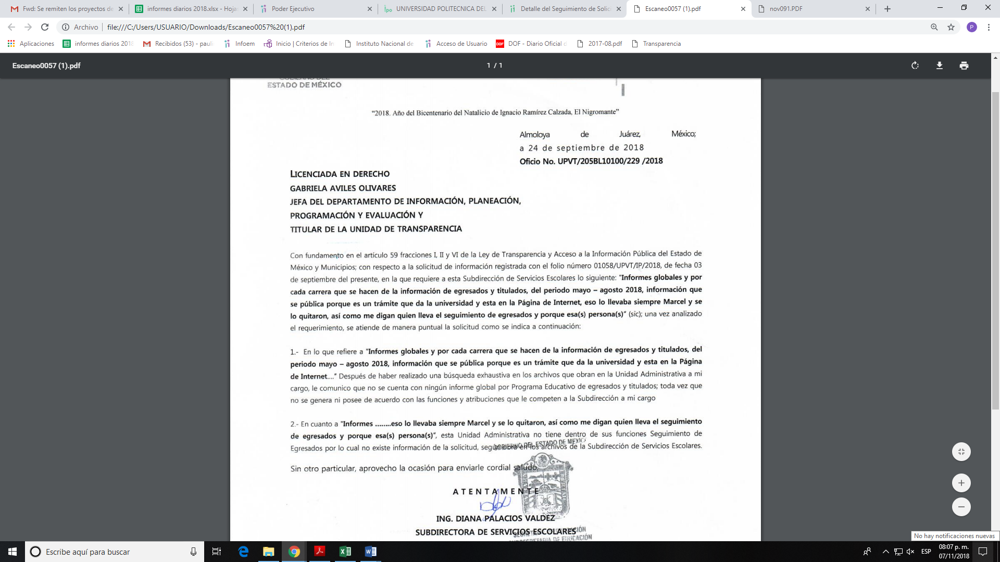 Fwd: Se remiten los proyectos de
informes diarios 2018.xlsx - Hoja
Poder Ejecutivo
UNIVERSIDAD POLITECNICA DEL
Detalle del Seguimiento de Solici
Escaneo0057 (1).pdf
nov091.PDF
Archivo
file:///C:/Users/USUARIO/Downloads/Escaneo0057%20(1).pdf
P
Aplicaciones
informes diarios 2018
Recibidos (53) - pauli
Infoem
Inicio | Criterios de In
Instituto Nacional de
Acceso de Usuario
DOF - Diario Oficial d
2017-08.pdf
Transparencia
Escaneo0057 (1).pdf
1 / 1
GOBIERNO DEL
ESTADO DE MÉXICO
“2018. Año del Bicentenario del Natalicio de Ignacio Ramírez Calzada, El Nigromante”
Almoloya de Juárez, México;
a 24 de septiembre de 2018
Oficio No. UPVT/205BL10100/229 /2018
LICENCIADA EN DERECHO
GABRIELA AVILES OLIVARES
JEFA DEL DEPARTAMENTO DE INFORMACIÓN, PLANEACIÓN,
PROGRAMACIÓN Y EVALUACIÓN Y
TITULAR DE LA UNIDAD DE TRANSPARENCIA
Con fundamento en el artículo 59 fracciones I, II y VI de la Ley de Transparencia y Acceso a la Información Pública del Estado de
México y Municipios; con respecto a la solicitud de información registrada con el folio número 01058/UPVT/IP/2018, de fecha 03
de septiembre del presente, en la que requiere a esta Subdirección de Servicios Escolares lo siguiente: "Informes globales y por
cada carrera que se hacen de la información de egresados y titulados, del periodo mayo – agosto 2018, información que
se pública porque es un trámite que da la universidad y esta en la Página de Internet, eso lo llevaba siempre Marcel y se
lo quitaron, así como me digan quien lleva el seguimiento de egresados y porque esa(s) persona(s)" (sic); una vez analizado
el requerimiento, se atiende de manera puntual la solicitud como se indica a continuación:
1.- En lo que refiere a "Informes globales y por cada carrera que se hacen de la información de egresados y titulados, del
periodo mayo – agosto 2018, información que se pública porque es un trámite que da la universidad y esta en la Página
de Internet...." Después de haber realizado una búsqueda exhaustiva en los archivos que obran en la Unidad Administrativa a mi
cargo, le comunico que no se cuenta con ningún informe global por Programa Educativo de egresados y titulados; toda vez que
no se genera ni posee de acuerdo con las funciones y atribuciones que le competen a la Subdirección a mi cargo
2.- En cuanto a "Informes ........eso lo llevaba siempre Marcel y se lo quitaron, así como me digan quien lleva el seguimiento
de egresados y porque esa(s) persona(s)", esta Unidad Administrativa no tiene dentro de sus funciones Seguimiento de
Egresados por lo cual no existe información de la solicitud, según obra en los archivos de la Subdirección de Servicios Escolares.
GOBIERNO DEL ESTADO DE MEXICO
Sin otro particular, aprovecho la ocasión para enviarle cordial saludo.
A T E N T A M E N T E
ING. DIANA PALACIOS VALDEZ
SUBDIRECTORA DE SERVICIOS ESCOLARES
SECRETARIA DE EDUCACIÓN
SUBSECRETARIA DE EDUCACIÓN
No hay notificaciones nuevas
Escribe aquí para buscar
ESP
08:07 p. m.
07/11/2018